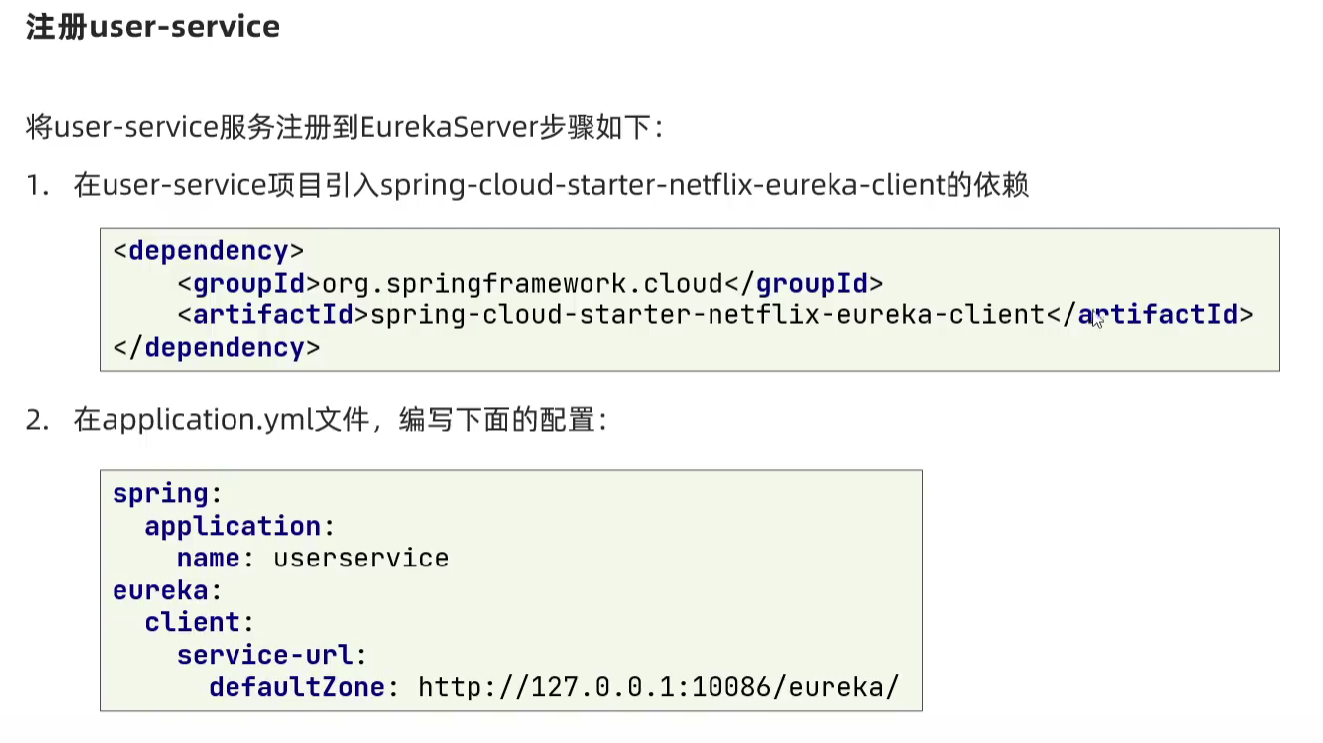 注册user-service
将user-service服务注册到EurekaServer步骤如下：
1. 在user-service项目引入spring-cloud-starter-netflix-eureka-client的依赖
<dependency>
    <groupId>org.springframework.cloud</groupId>
    <artifactId>spring-cloud-starter-netflix-eureka-client</artifactId>
</dependency>
2. 在application.yml文件，编写下面的配置：
spring:
  application:
    name: userservice
eureka:
  client:
    service-url:
      defaultZone: http://127.0.0.1:10086/eureka/